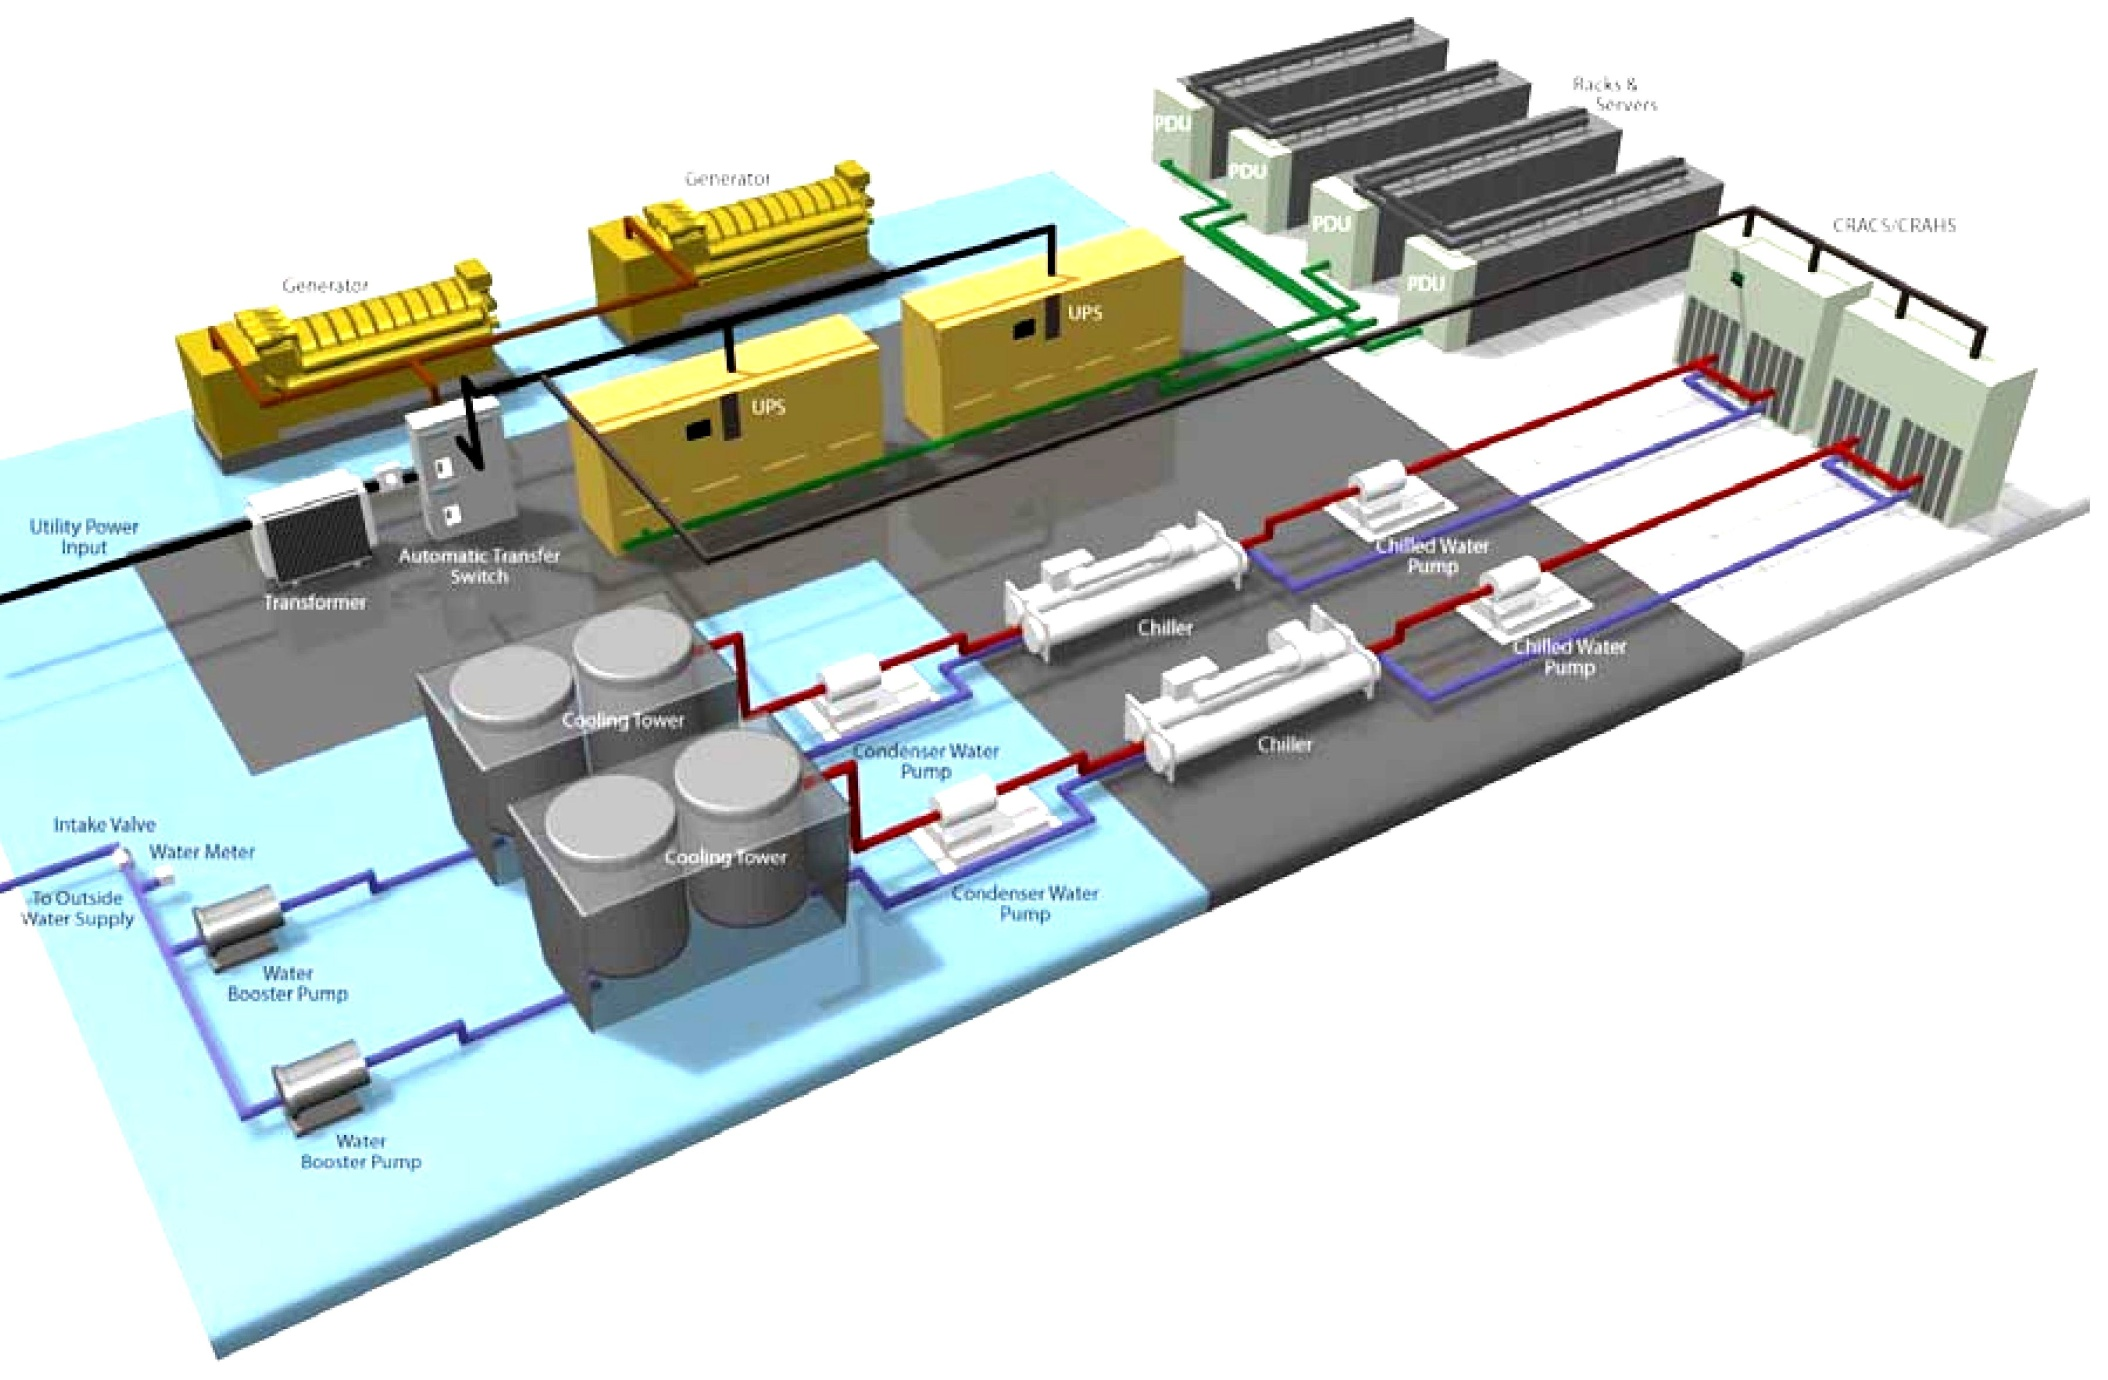 Racks &
Servers
PDU
PDU
PDU
PDU
CRACS/CRAHS
Generator
Generator
UPS
UPS
Utility Power
Input
Automatic Transfer
Switch
Transformer
Chilled Water
Pump
Chilled Water
Pump
Chiller
Chiller
Cooling Tower
Cooling Tower
Condenser Water
Pump
Condenser Water
Pump
Intake Valve
Water Meter
To Outside
Water Supply
Water
Booster Pump
Water
Booster Pump